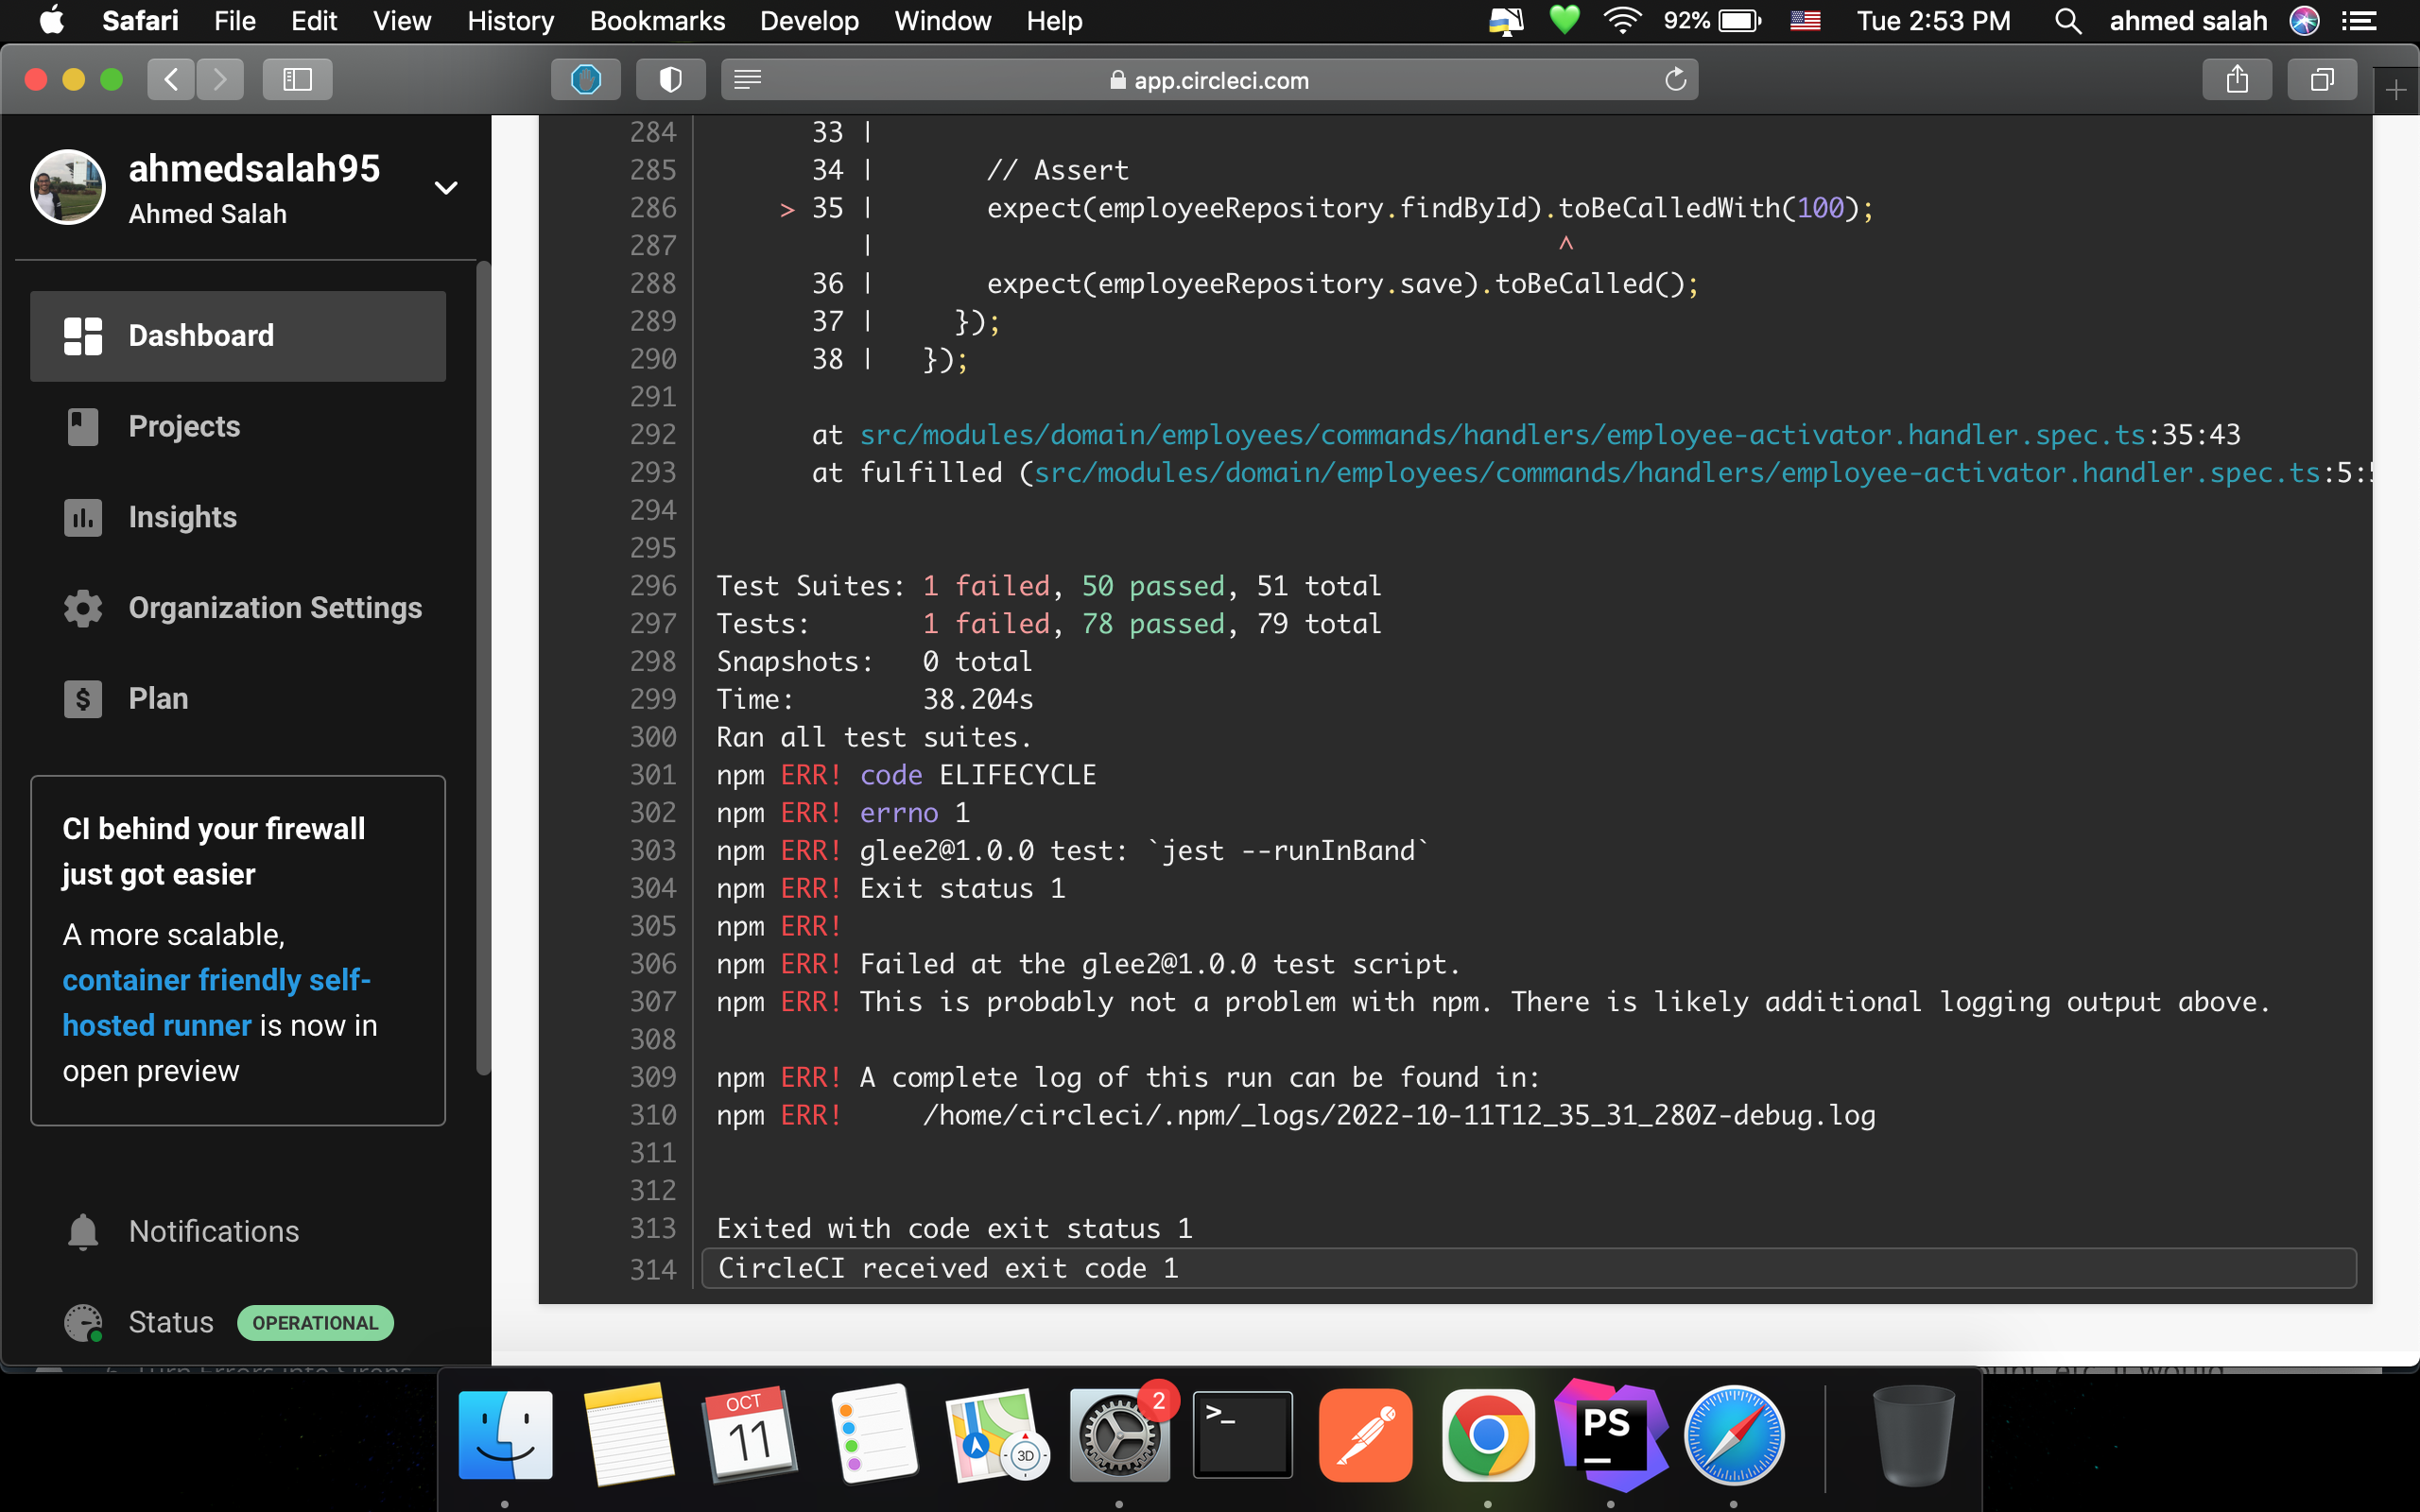 Safari File Edit View History Bookmarks Develop Window Help 92% Tue 2:53 PM ahmed salah
app.circleci.com
ahmedsalah95
Ahmed Salah
Dashboard
Projects
Insights
Organization Settings
Plan
CI behind your firewall
just got easier
A more scalable,
container friendly self-
hosted runner is now in
open preview
Notifications
Status OPERATIONAL
284 33 |
285 34 | // Assert
286 > 35 | expect(employeeRepository.findById).toBeCalledWith(100);
287 | ^
288 36 | expect(employeeRepository.save).toBeCalled();
289 37 | });
290 38 | });
291
292 at src/modules/domain/employees/commands/handlers/employee-activator.handler.spec.ts:35:43
293 at fulfilled (src/modules/domain/employees/commands/handlers/employee-activator.handler.spec.ts:5:5
294
295
296 Test Suites: 1 failed, 50 passed, 51 total
297 Tests: 1 failed, 78 passed, 79 total
298 Snapshots: 0 total
299 Time: 38.204s
300 Ran all test suites.
301 npm ERR! code ELIFECYCLE
302 npm ERR! errno 1
303 npm ERR! glee2@1.0.0 test: `jest --runInBand`
304 npm ERR! Exit status 1
305 npm ERR!
306 npm ERR! Failed at the glee2@1.0.0 test script.
307 npm ERR! This is probably not a problem with npm. There is likely additional logging output above.
308
309 npm ERR! A complete log of this run can be found in:
310 npm ERR! /home/circleci/.npm/_logs/2022-10-11T12_35_31_280Z-debug.log
311
312
313 Exited with code exit status 1
314 CircleCI received exit code 1
OCT
11
3D
2
>_
PS